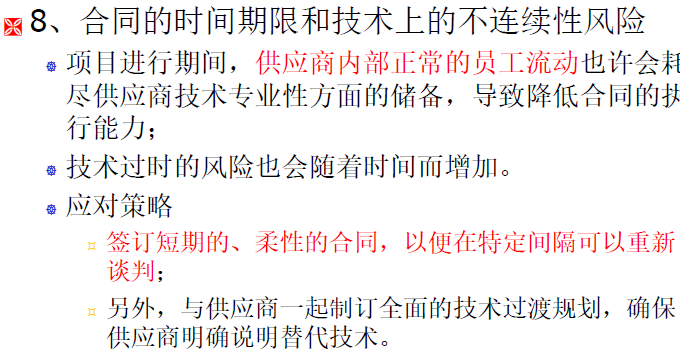 8、合同的时间期限和技术上的不连续性风险
项目进行期间，供应商内部正常的员工流动也许会耗
尽供应商技术专业性方面的储备，导致降低合同的执
行能力；
技术过时的风险也会随着时间而增加。
应对策略
签订短期的、柔性的合同，以便在特定间隔可以重新
谈判；
另外，与供应商一起制订全面的技术过渡规划，确保
供应商明确说明替代技术。